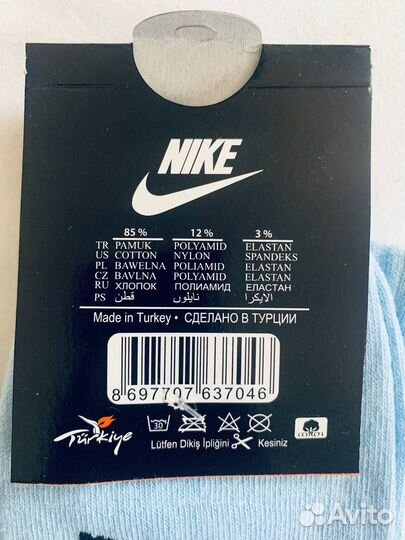 NIKE
85 % 12 % 3 %
TR PAMUK POLYAMID ELASTAN
US COTTON NYLON SPANDEKS
PL BAWELNA POLIAMID ELASTAN
CZ BAVLNA POLYAMID ELASTAN
RU ХЛОПОК ПОЛИАМИД ЕЛАСТАН
PS قطن نايلون الايكرا
Made in Turkey • СДЕЛАНО В ТУРЦИИ
8 697707 637046
30
Türkiye
COTTON
Lütfen Dikiş İpliğini Kesiniz
Avito